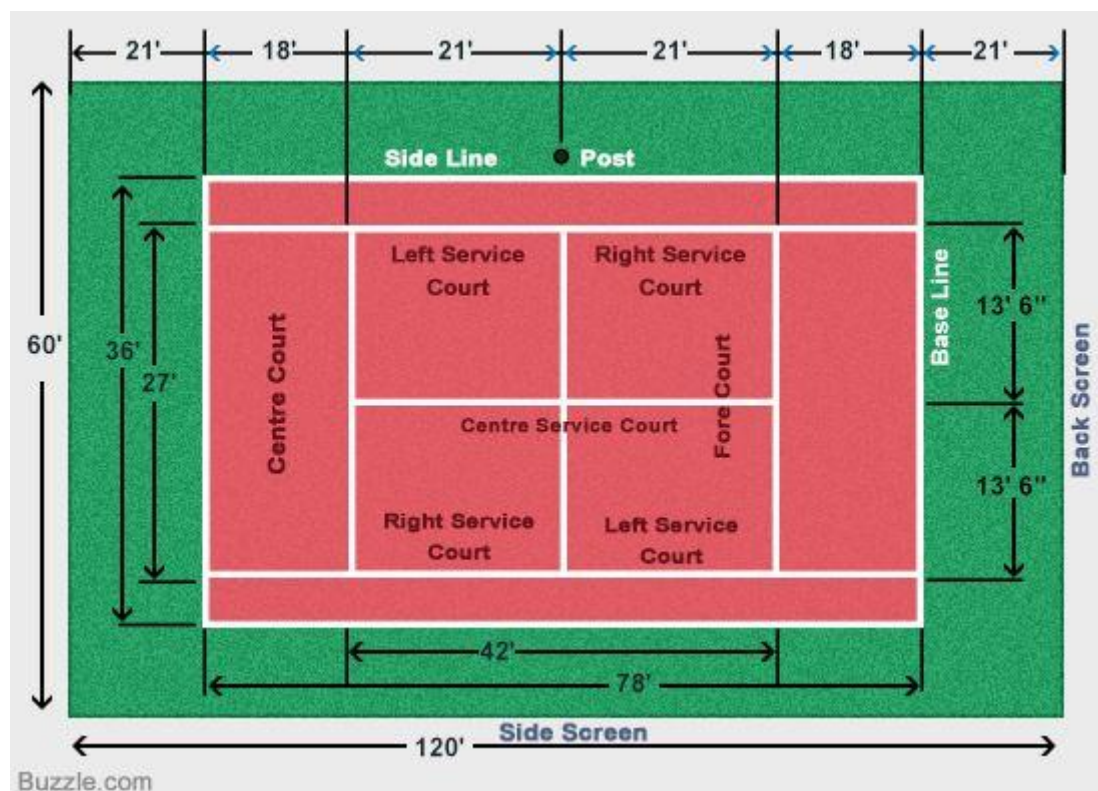 21' 18' 21' 21' 18' 21'
Side Line Post
Left Service
Court
Right Service
Court
Base Line
13' 6"
60'
36'
27'
Centre Court
Fore Court
Back Screen
Centre Service Court
13' 6"
Right Service
Court
Left Service
Court
42'
78'
Side Screen
120'
Buzzle.com